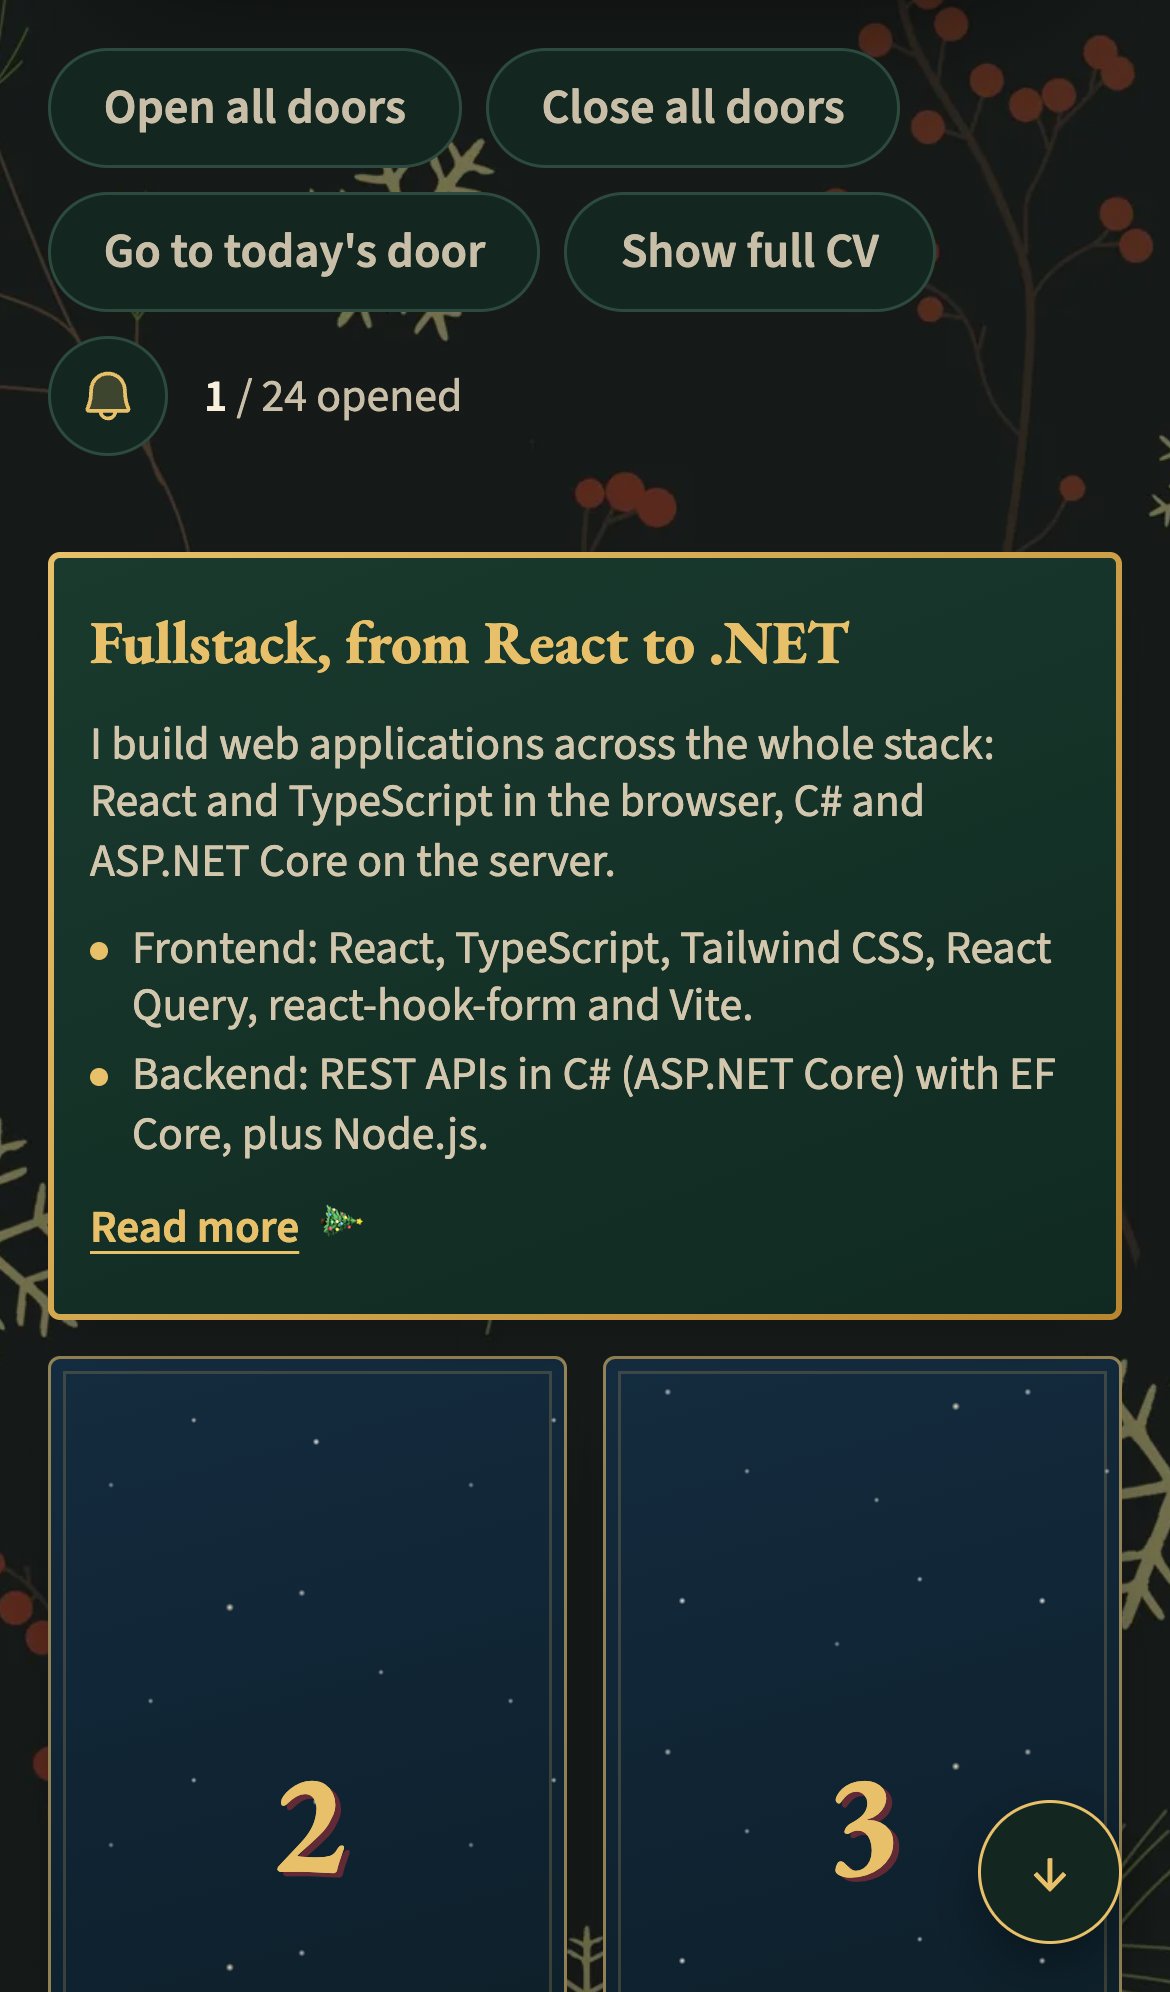 Open all doors
Close all doors
Go to today's door
Show full CV
1 / 24 opened
Fullstack, from React to .NET
I build web applications across the whole stack:
React and TypeScript in the browser, C# and
ASP.NET Core on the server.
Frontend: React, TypeScript, Tailwind CSS, React
Query, react-hook-form and Vite.
Backend: REST APIs in C# (ASP.NET Core) with EF
Core, plus Node.js.
Read more
2
3